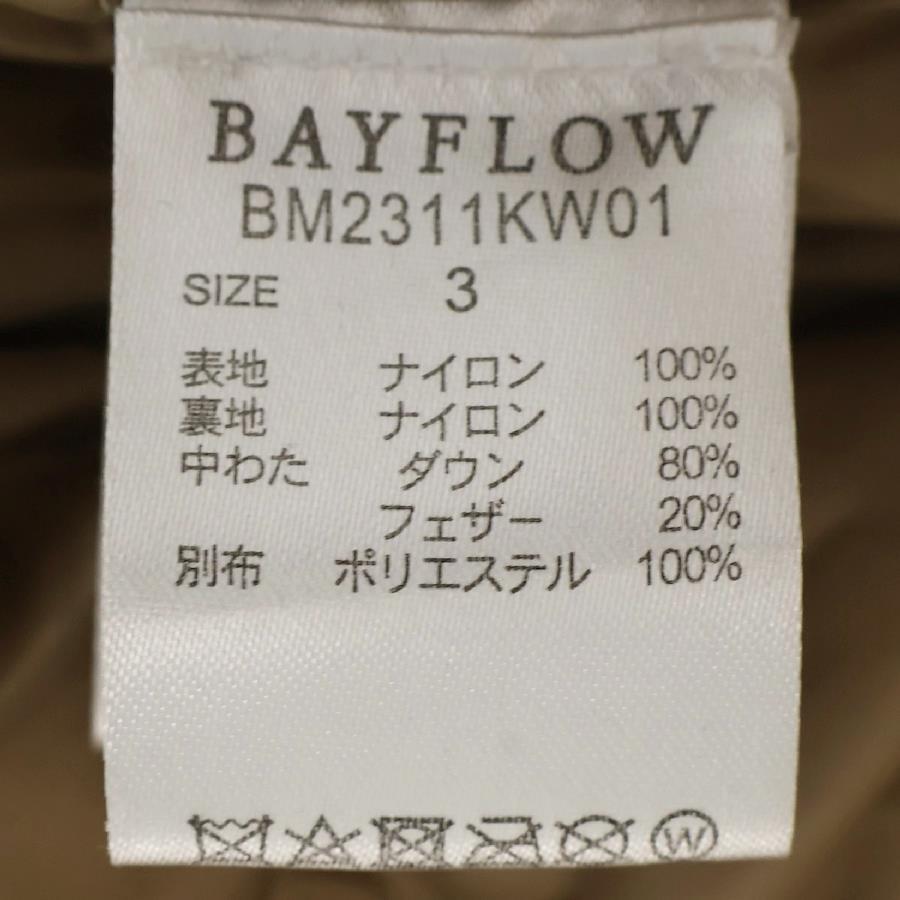 BAYFLOW
BM2311KW01
SIZE 3
表地 ナイロン 100%
裏地 ナイロン 100%
中わた ダウン 80%
フェザー 20%
別布 ポリエステル 100%
W